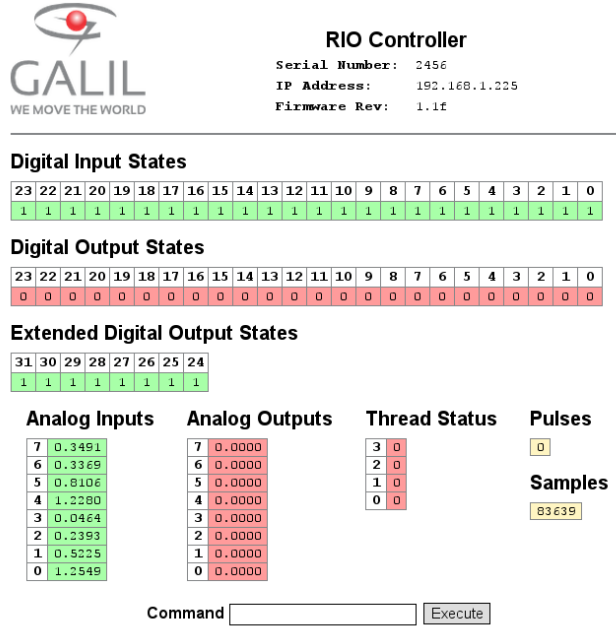 GALIL
WE MOVE THE WORLD
RIO Controller
Serial Number: 2456
IP Address: 192.168.1.225
Firmware Rev: 1.1f
Digital Input States
23 22 21 20 19 18 17 16 15 14 13 12 11 10 9 8 7 6 5 4 3 2 1 0
1 1 1 1 1 1 1 1 1 1 1 1 1 1 1 1 1 1 1 1 1 1 1 1
Digital Output States
23 22 21 20 19 18 17 16 15 14 13 12 11 10 9 8 7 6 5 4 3 2 1 0
0 0 0 0 0 0 0 0 0 0 0 0 0 0 0 0 0 0 0 0 0 0 0 0
Extended Digital Output States
31 30 29 28 27 26 25 24
1 1 1 1 1 1 1 1
Analog Inputs
7 0.3491
6 0.3369
5 0.8106
4 1.2280
3 0.0464
2 0.2393
1 0.5225
0 1.2549
Analog Outputs
7 0.0000
6 0.0000
5 0.0000
4 0.0000
3 0.0000
2 0.0000
1 0.0000
0 0.0000
Thread Status
3 0
2 0
1 0
0 0
Pulses
0
Samples
83639
Command Execute